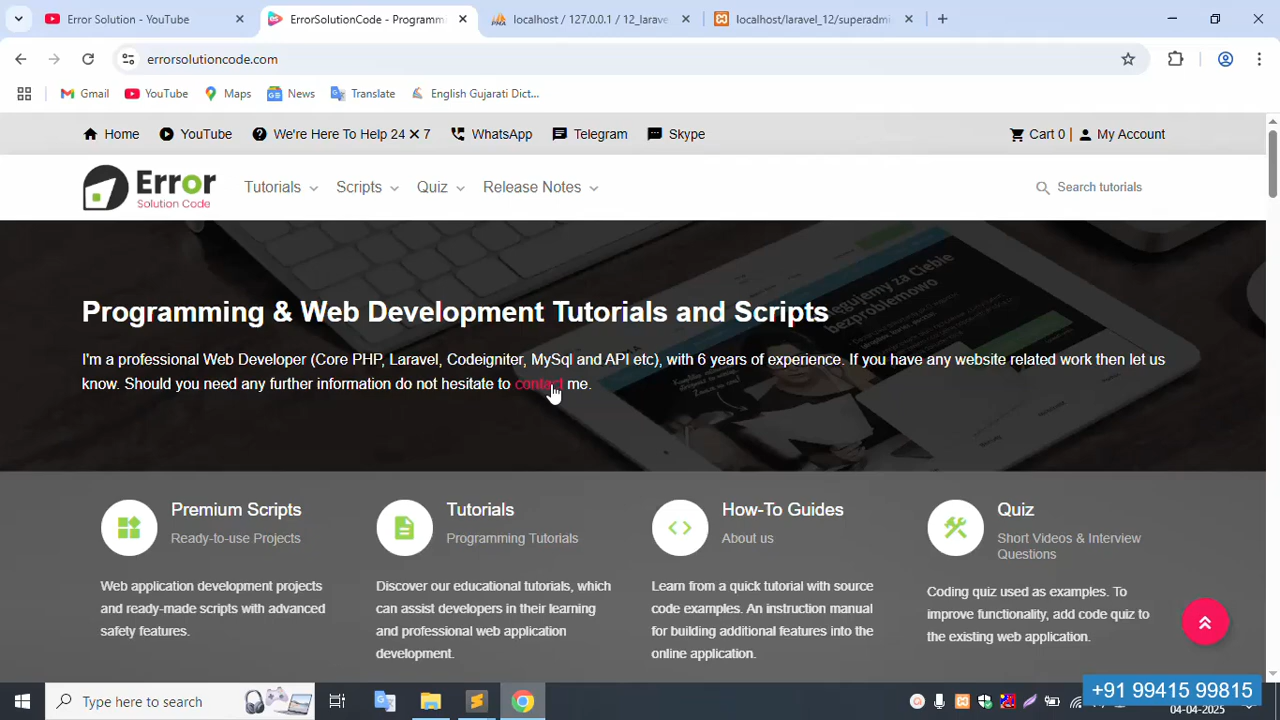 Error Solution - YouTube
ErrorSolutionCode - Programm
localhost / 127.0.0.1 / 12_larave
localhost/laravel_12/superadmi
errorsolutioncode.com
Gmail
YouTube
Maps
News
Translate
English Gujarati Dict...
Home
YouTube
We're Here To Help 24 ✕ 7
WhatsApp
Telegram
Skype
Cart 0 |
My Account
Error
Solution Code
Tutorials
Scripts
Quiz
Release Notes
Search tutorials
Programming & Web Development Tutorials and Scripts
I'm a professional Web Developer (Core PHP, Laravel, Codeigniter, MySql and API etc), with 6 years of experience. If you have any website related work then let us
know. Should you need any further information do not hesitate to contact me.
Premium Scripts
Ready-to-use Projects
Web application development projects
and ready-made scripts with advanced
safety features.
Tutorials
Programming Tutorials
Discover our educational tutorials, which
can assist developers in their learning
and professional web application
development.
How-To Guides
About us
Learn from a quick tutorial with source
code examples. An instruction manual
for building additional features into the
online application.
Quiz
Short Videos & Interview
Questions
Coding quiz used as examples. To
improve functionality, add code quiz to
the existing web application.
Type here to search
+91 99415 99815
04-04-2025